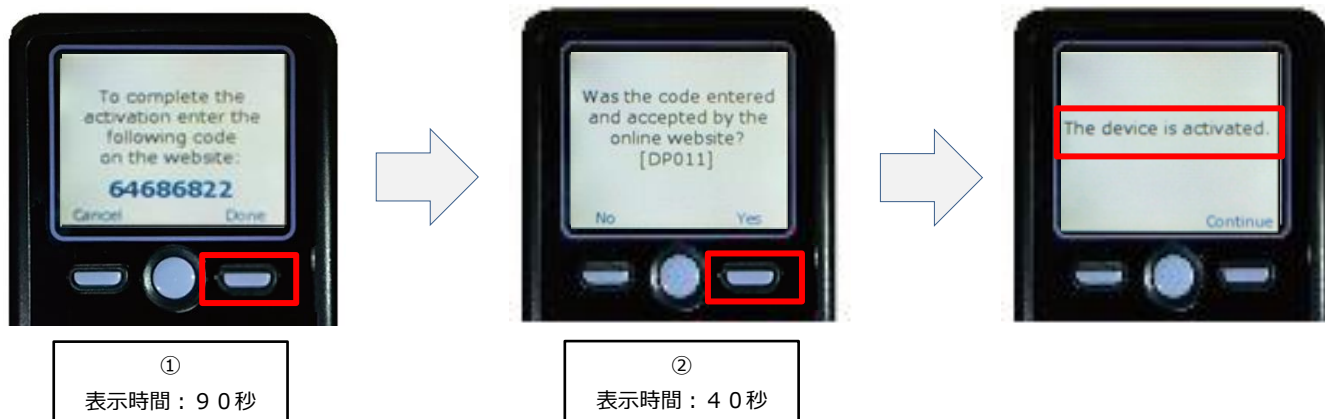 To complete the
activation enter the
following code
on the website:
64686822
Cancel Done
Was the code entered
and accepted by the
online website?
[DP011]
No Yes
The device is activated.
Continue
①
表示時間：９０秒
②
表示時間：４０秒